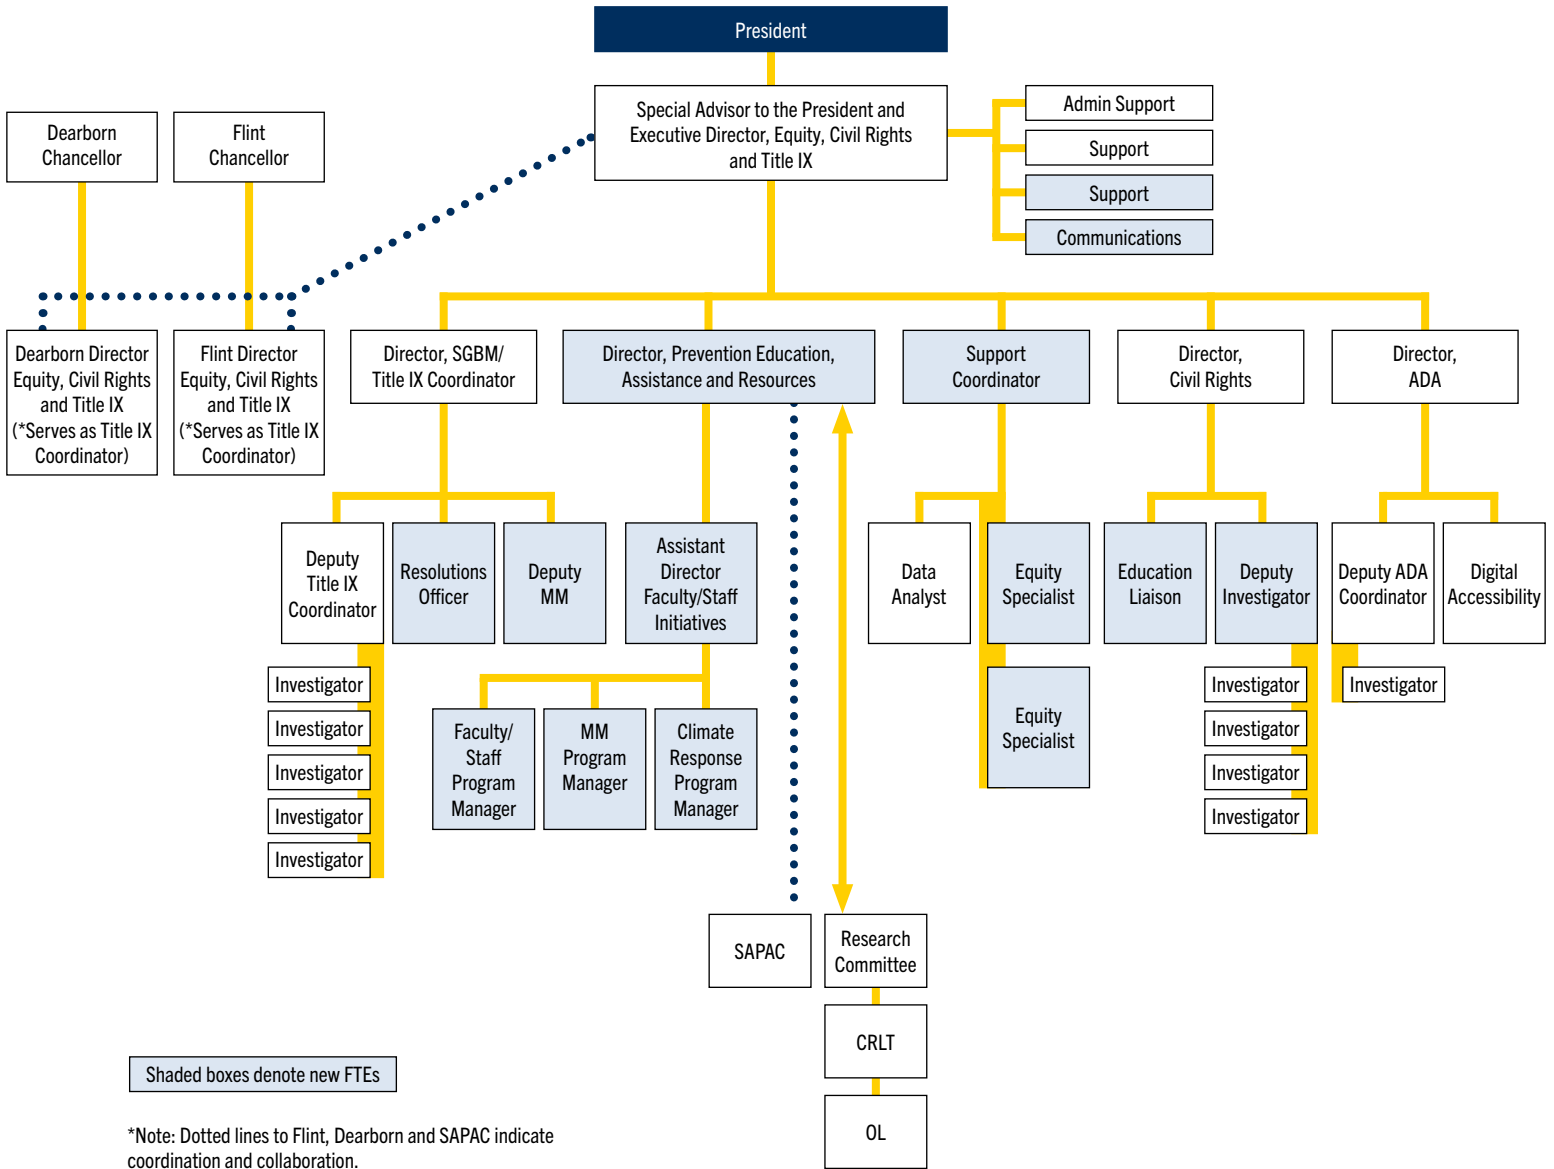 President
Special Advisor to the President and
Executive Director, Equity, Civil Rights
and Title IX
Admin Support
Support
Support
Communications
Dearborn
Chancellor
Flint
Chancellor
Dearborn Director
Equity, Civil Rights
and Title IX
(*Serves as Title IX
Coordinator)
Flint Director
Equity, Civil Rights
and Title IX
(*Serves as Title IX
Coordinator)
Director, SGBM/
Title IX Coordinator
Director, Prevention Education,
Assistance and Resources
Support
Coordinator
Director,
Civil Rights
Director,
ADA
Deputy
Title IX
Coordinator
Resolutions
Officer
Deputy
MM
Assistant
Director
Faculty/Staff
Initiatives
Data
Analyst
Equity
Specialist
Education
Liaison
Deputy
Investigator
Deputy ADA
Coordinator
Digital
Accessibility
Investigator
Investigator
Investigator
Investigator
Investigator
Faculty/
Staff
Program
Manager
MM
Program
Manager
Climate
Response
Program
Manager
Equity
Specialist
Investigator
Investigator
Investigator
Investigator
Investigator
SAPAC
Research
Committee
CRLT
OL
Shaded boxes denote new FTEs
*Note: Dotted lines to Flint, Dearborn and SAPAC indicate
coordination and collaboration.